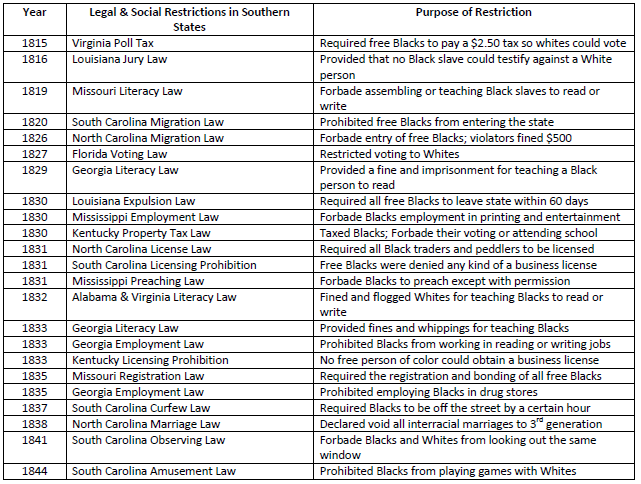 Year Legal & Social Restrictions in Southern States Purpose of Restriction
1815 Virginia Poll Tax Required free Blacks to pay a $2.50 tax so whites could vote
1816 Louisiana Jury Law Provided that no Black slave could testify against a White person
1819 Missouri Literacy Law Forbade assembling or teaching Black slaves to read or write
1820 South Carolina Migration Law Prohibited free Blacks from entering the state
1826 North Carolina Migration Law Forbade entry of free Blacks; violators fined $500
1827 Florida Voting Law Restricted voting to Whites
1829 Georgia Literacy Law Provided a fine and imprisonment for teaching a Black person to read
1830 Louisiana Expulsion Law Required all free Blacks to leave state within 60 days
1830 Mississippi Employment Law Forbade Blacks employment in printing and entertainment
1830 Kentucky Property Tax Law Taxed Blacks; Forbade their voting or attending school
1831 North Carolina License Law Required all Black traders and peddlers to be licensed
1831 South Carolina Licensing Prohibition Free Blacks were denied any kind of a business license
1831 Mississippi Preaching Law Forbade Blacks to preach except with permission
1832 Alabama & Virginia Literacy Law Fined and flogged Whites for teaching Blacks to read or write
1833 Georgia Literacy Law Provided fines and whippings for teaching Blacks
1833 Georgia Employment Law Prohibited Blacks from working in reading or writing jobs
1833 Kentucky Licensing Prohibition No free person of color could obtain a business license
1835 Missouri Registration Law Required the registration and bonding of all free Blacks
1835 Georgia Employment Law Prohibited employing Blacks in drug stores
1837 South Carolina Curfew Law Required Blacks to be off the street by a certain hour
1838 North Carolina Marriage Law Declared void all interracial marriages to 3rd generation
1841 South Carolina Observing Law Forbade Blacks and Whites from looking out the same window
1844 South Carolina Amusement Law Prohibited Blacks from playing games with Whites